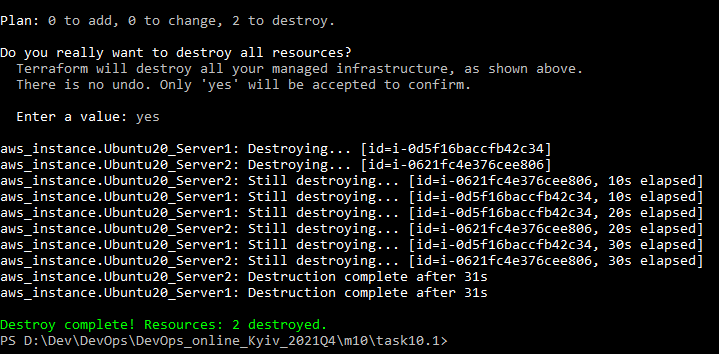 Plan: 0 to add, 0 to change, 2 to destroy.
Do you really want to destroy all resources?
  Terraform will destroy all your managed infrastructure, as shown above.
  There is no undo. Only 'yes' will be accepted to confirm.
  Enter a value: yes
aws_instance.Ubuntu20_Server1: Destroying... [id=i-0d5f16baccfb42c34]
aws_instance.Ubuntu20_Server2: Destroying... [id=i-0621fc4e376cee806]
aws_instance.Ubuntu20_Server2: Still destroying... [id=i-0621fc4e376cee806, 10s elapsed]
aws_instance.Ubuntu20_Server1: Still destroying... [id=i-0d5f16baccfb42c34, 10s elapsed]
aws_instance.Ubuntu20_Server1: Still destroying... [id=i-0d5f16baccfb42c34, 20s elapsed]
aws_instance.Ubuntu20_Server2: Still destroying... [id=i-0621fc4e376cee806, 20s elapsed]
aws_instance.Ubuntu20_Server1: Still destroying... [id=i-0d5f16baccfb42c34, 30s elapsed]
aws_instance.Ubuntu20_Server2: Still destroying... [id=i-0621fc4e376cee806, 30s elapsed]
aws_instance.Ubuntu20_Server2: Destruction complete after 31s
aws_instance.Ubuntu20_Server1: Destruction complete after 31s
Destroy complete! Resources: 2 destroyed.
PS D:\Dev\DevOps\DevOps_online_Kyiv_2021Q4\m10\task10.1>